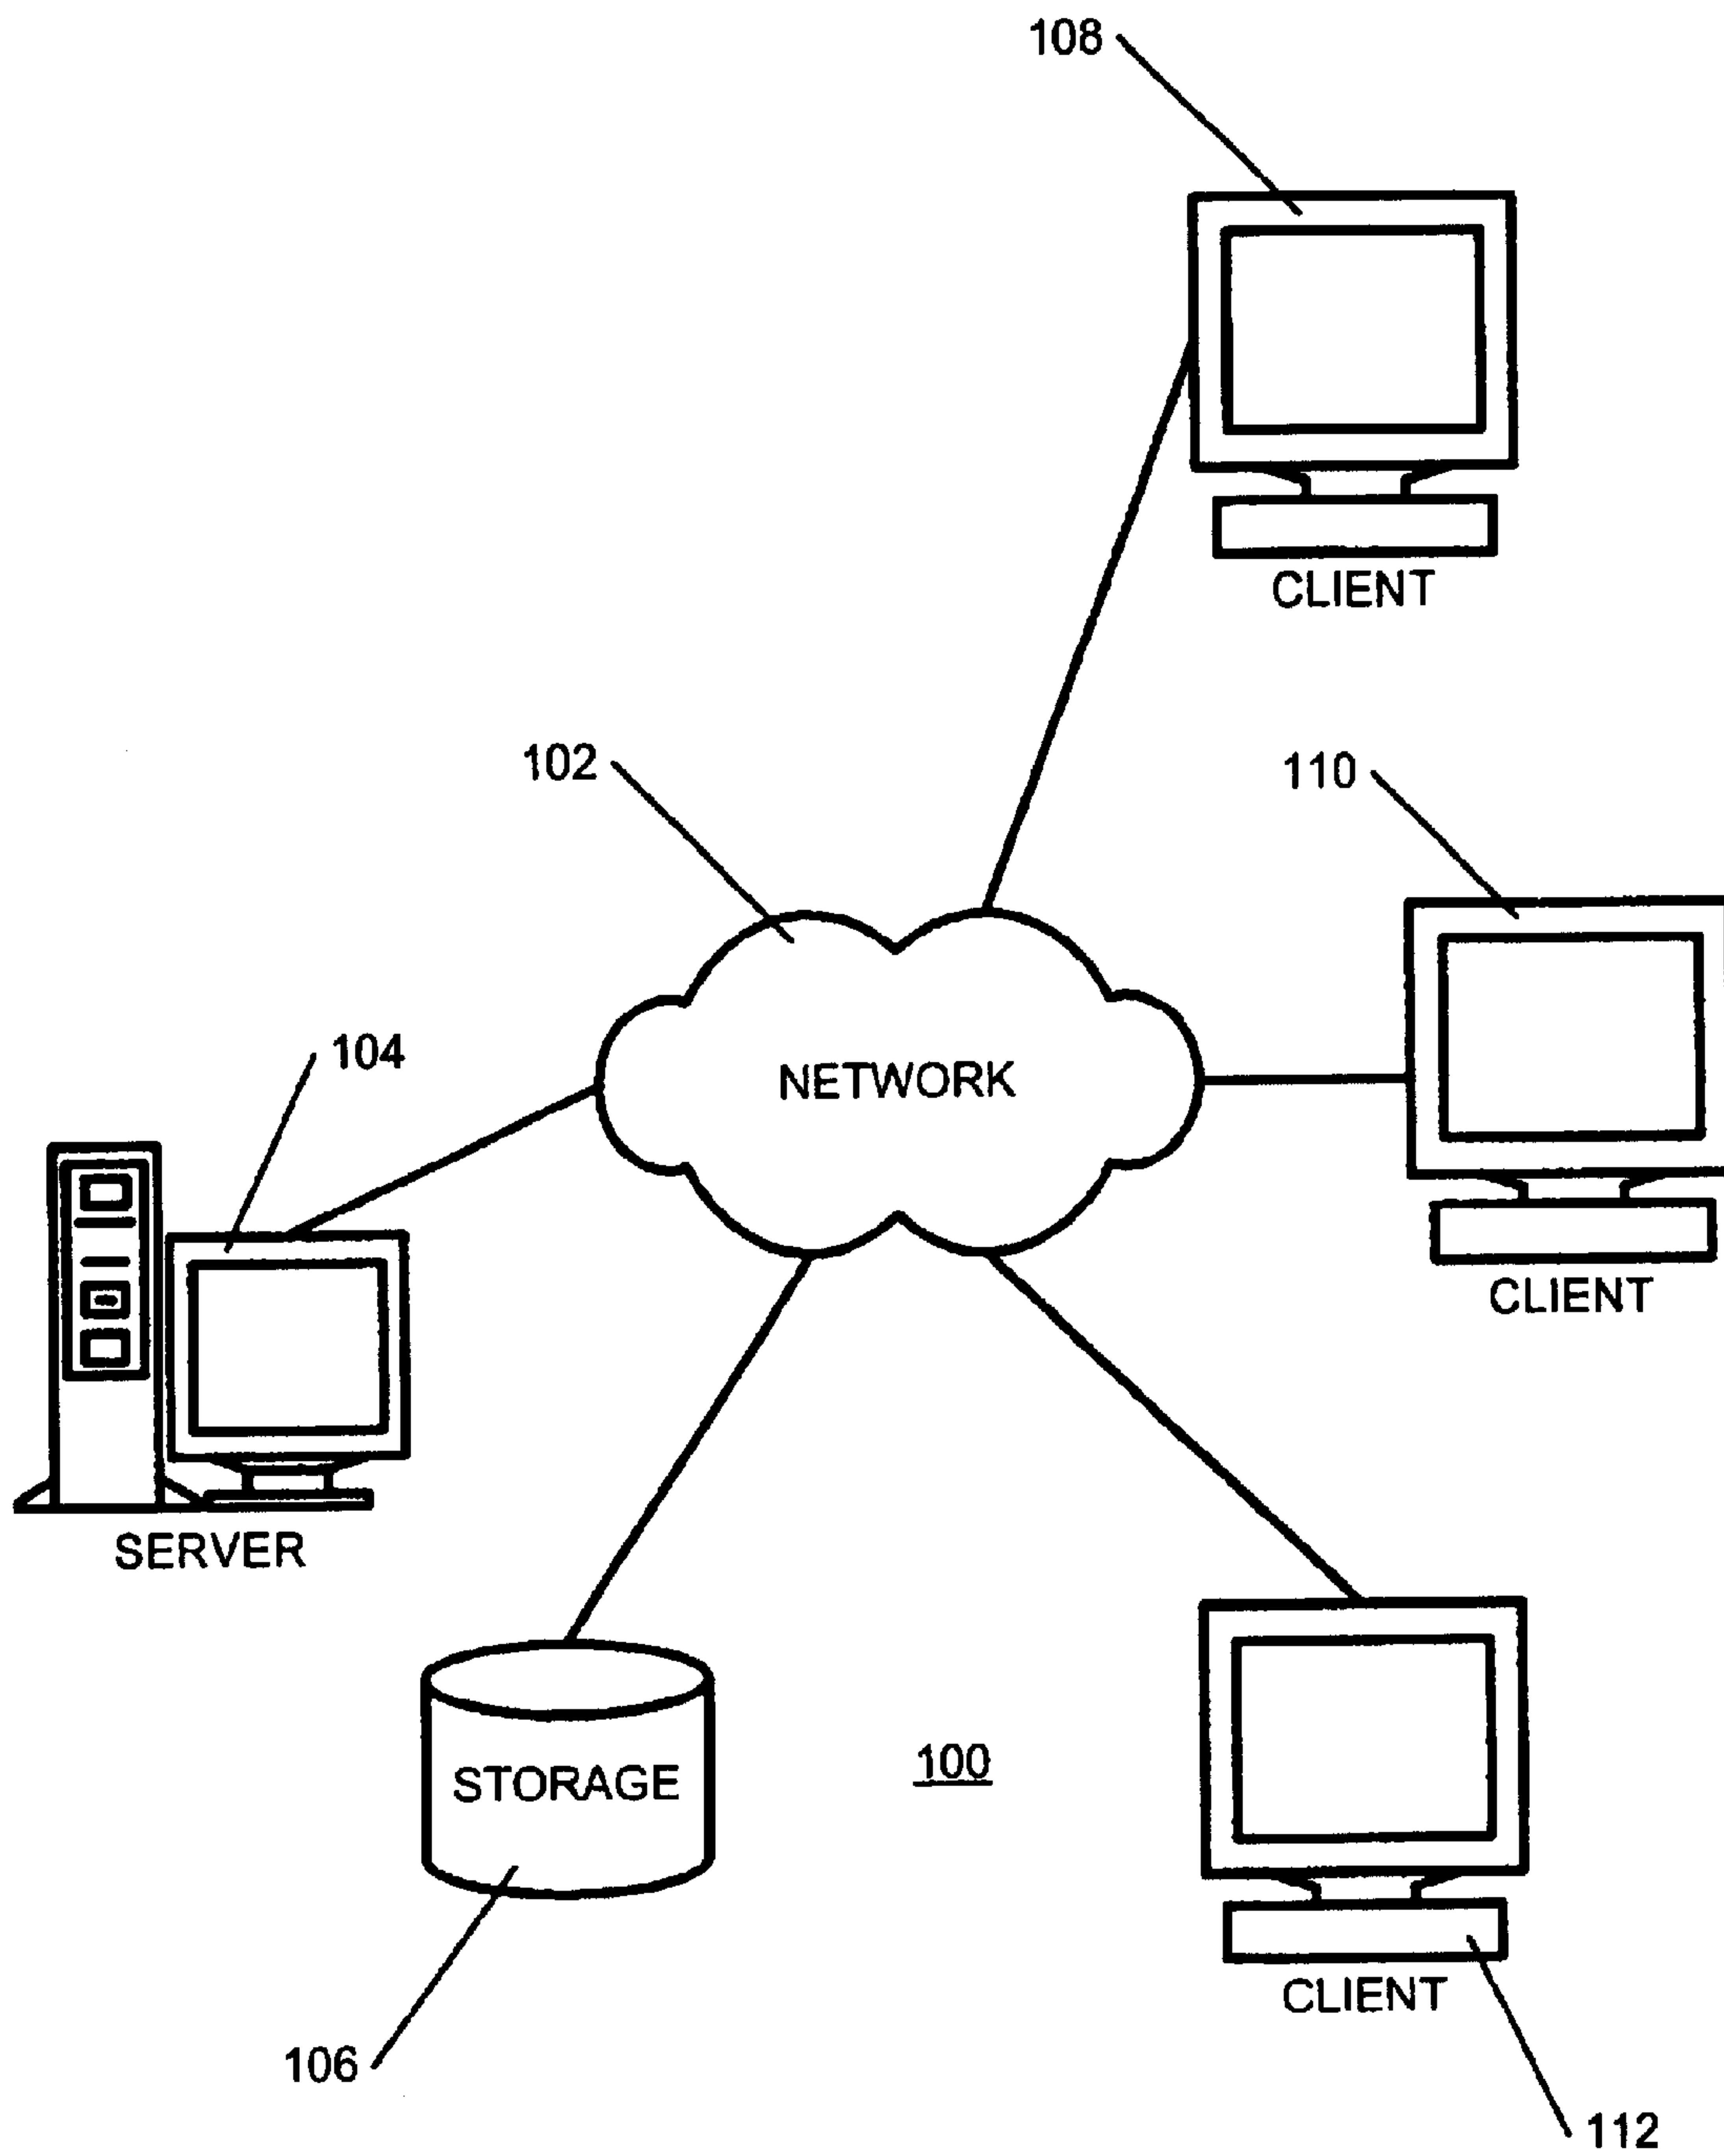 108
CLIENT
102
110
104
NETWORK
CLIENT
SERVER
STORAGE
100
CLIENT
106
112